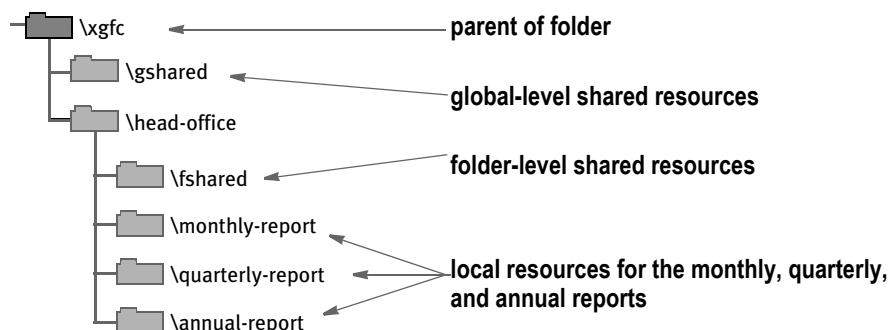 \xgfc
parent of folder
\gshared
global-level shared resources
\head-office
folder-level shared resources
\fshared
\monthly-report
\quarterly-report
local resources for the monthly, quarterly,
and annual reports
\annual-report